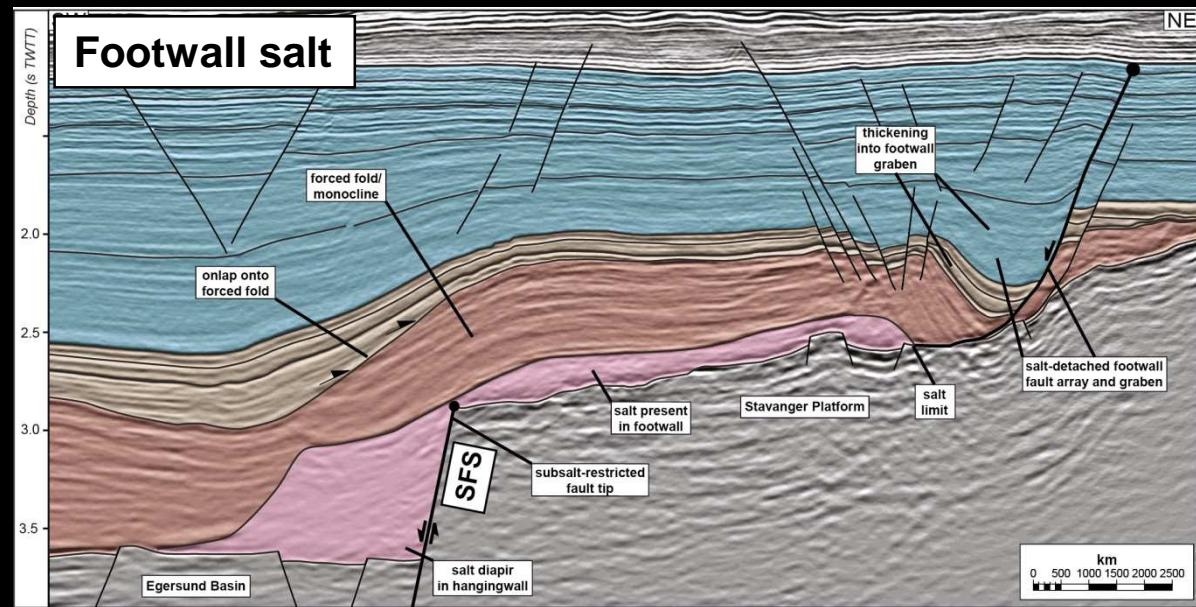 Footwall salt
NE
Depth (s TWTT)
thickening
into footwall
graben
forced fold/
monocline
2.0
onlap onto
forced fold
2.5
salt-detached footwall
fault array and graben
salt present
in footwall
Stavanger Platform
salt
limit
3.0
SFS
subsalt-restricted
fault tip
3.5
salt diapir
in hangingwall
Egersund Basin
km
0 500 1000 1500 2000 2500